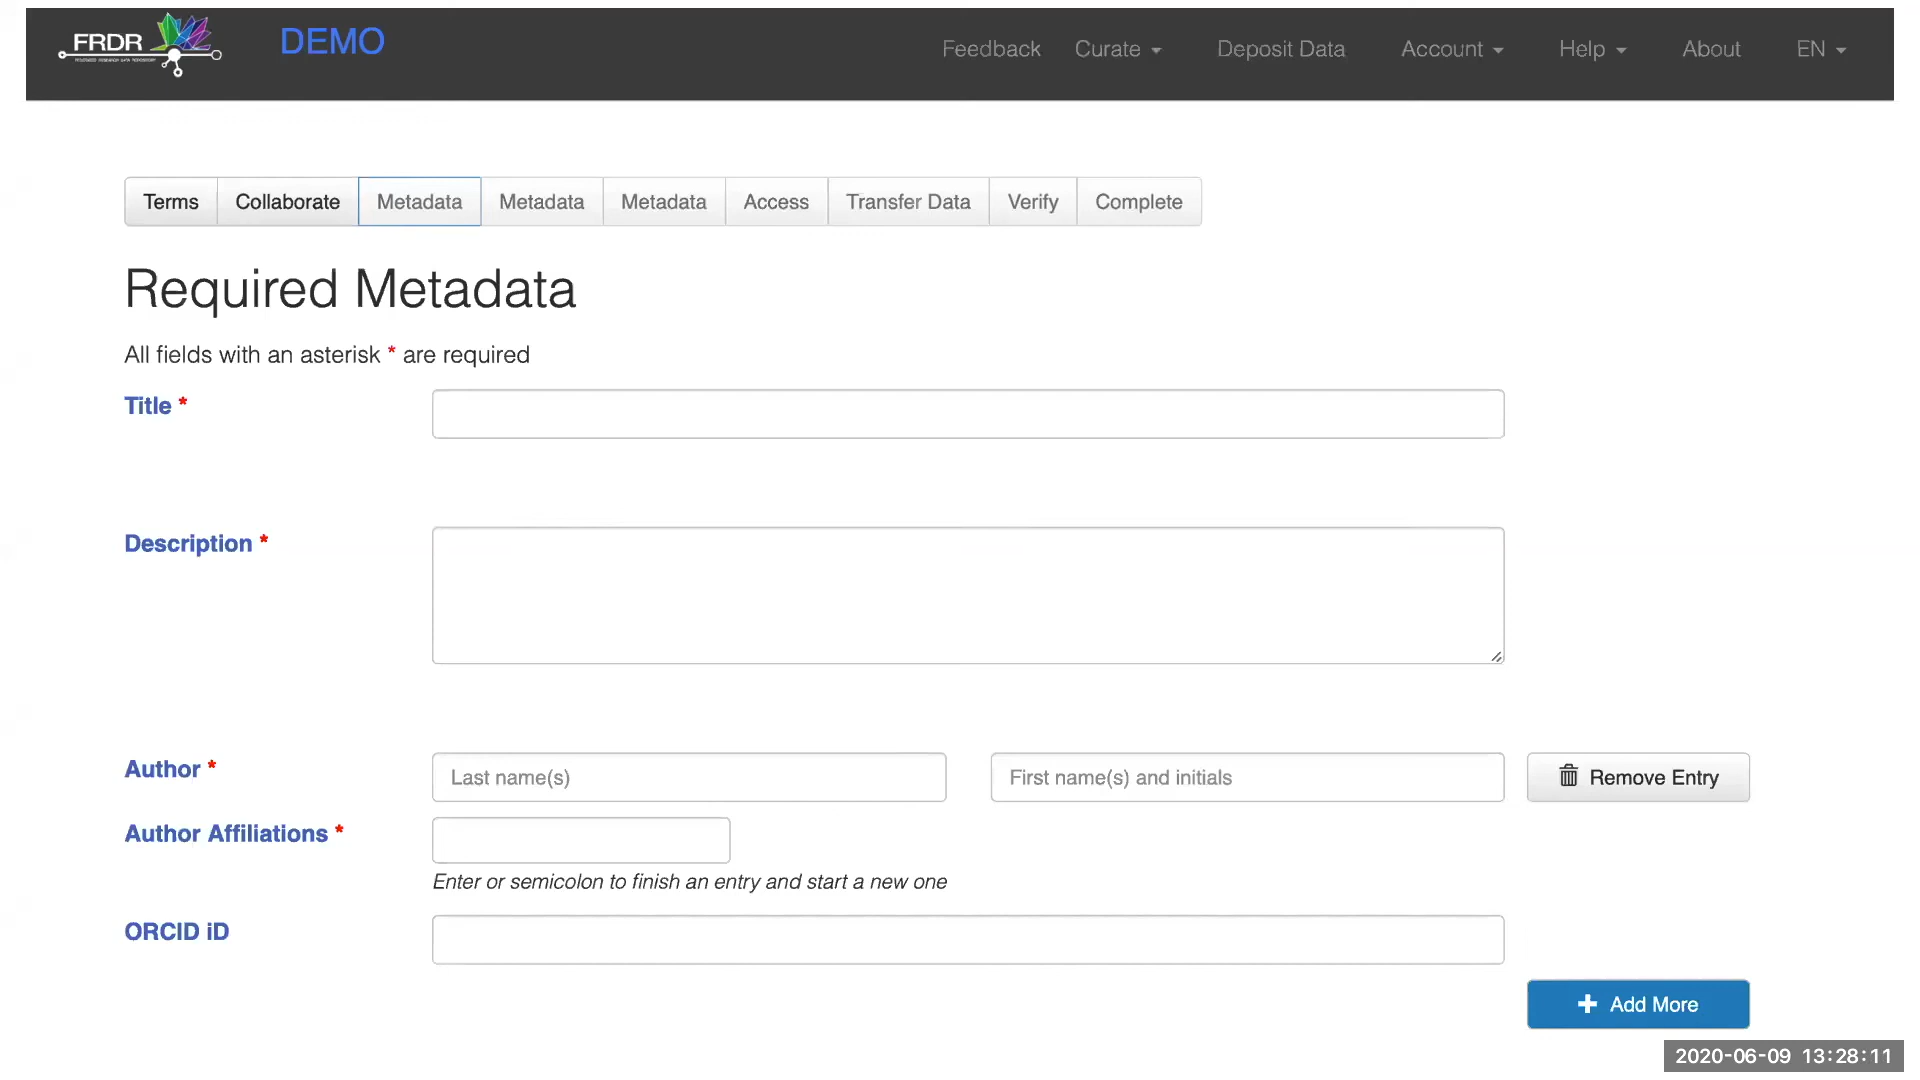 FRDR
DEMO
Feedback Curate Deposit Data Account Help About EN
Terms Collaborate Metadata Metadata Metadata Access Transfer Data Verify Complete
Required Metadata
All fields with an asterisk * are required
Title *
Description *
Author * Last name(s) First name(s) and initials Remove Entry
Author Affiliations *
Enter or semicolon to finish an entry and start a new one
ORCID iD
Add More
2020-06-09 13:28:11